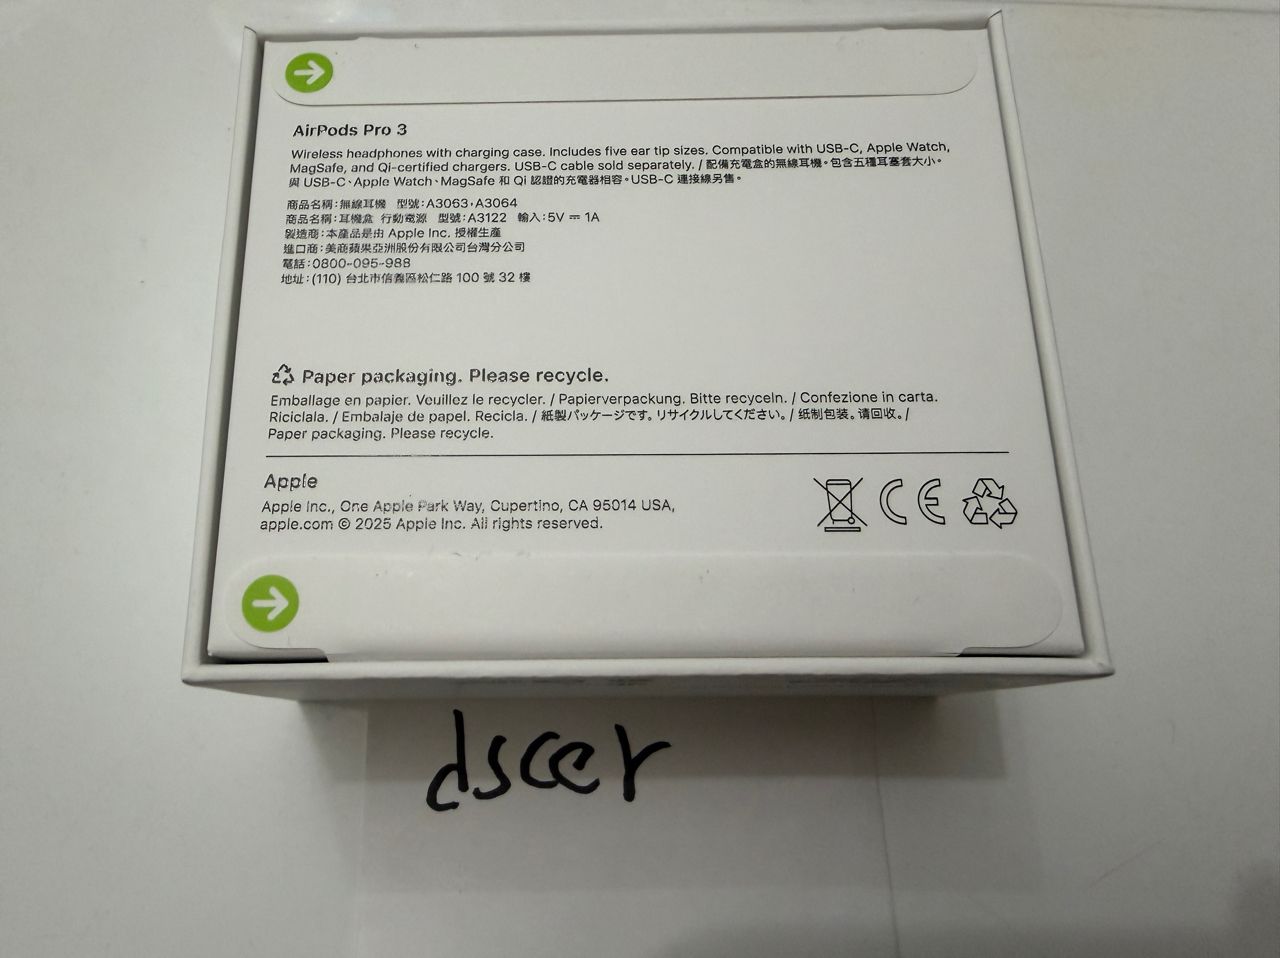 AirPods Pro 3
Wireless headphones with charging case. Includes five ear tip sizes. Compatible with USB-C, Apple Watch,
MagSafe, and Qi-certified chargers. USB-C cable sold separately. / 配備充電盒的無線耳機。包含五種耳塞套大小。
與 USB-C、Apple Watch、MagSafe 和 Qi 認證的充電器相容。USB-C 連接線另售。
商品名稱：無線耳機 型號：A3063，A3064
商品名稱：耳機盒 行動電源 型號：A3122 輸入：5V ⎓ 1A
製造商：本產品是由 Apple Inc. 授權生產
進口商：美商蘋果亞洲股份有限公司台灣分公司
電話：0800-095-988
地址：(110) 台北市信義區松仁路 100 號 32 樓
Paper packaging. Please recycle.
Emballage en papier. Veuillez le recycler. / Papierverpackung. Bitte recyceln. / Confezione in carta.
Riciclala. / Embalaje de papel. Recicla. / 紙製パッケージです。リサイクルしてください。/ 纸制包装。请回收。/
Paper packaging. Please recycle.
Apple
Apple Inc., One Apple Park Way, Cupertino, CA 95014 USA,
apple.com © 2025 Apple Inc. All rights reserved.
CE
dscer